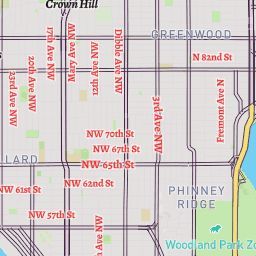 Crown Hill
GREENWOOD
N 82nd St
23rd Ave NW
20th Ave NW
17th Ave NW
Mary Ave NW
12th Ave NW
Dibble Ave NW
3rd Ave NW
Fremont Ave N
NW 70th St
NW 67th St
LARD
NW 65th St
NW 62nd St
NW 61st St
PHINNEY
RIDGE
NW 57th St
Ave NW
Woodland Park Zo